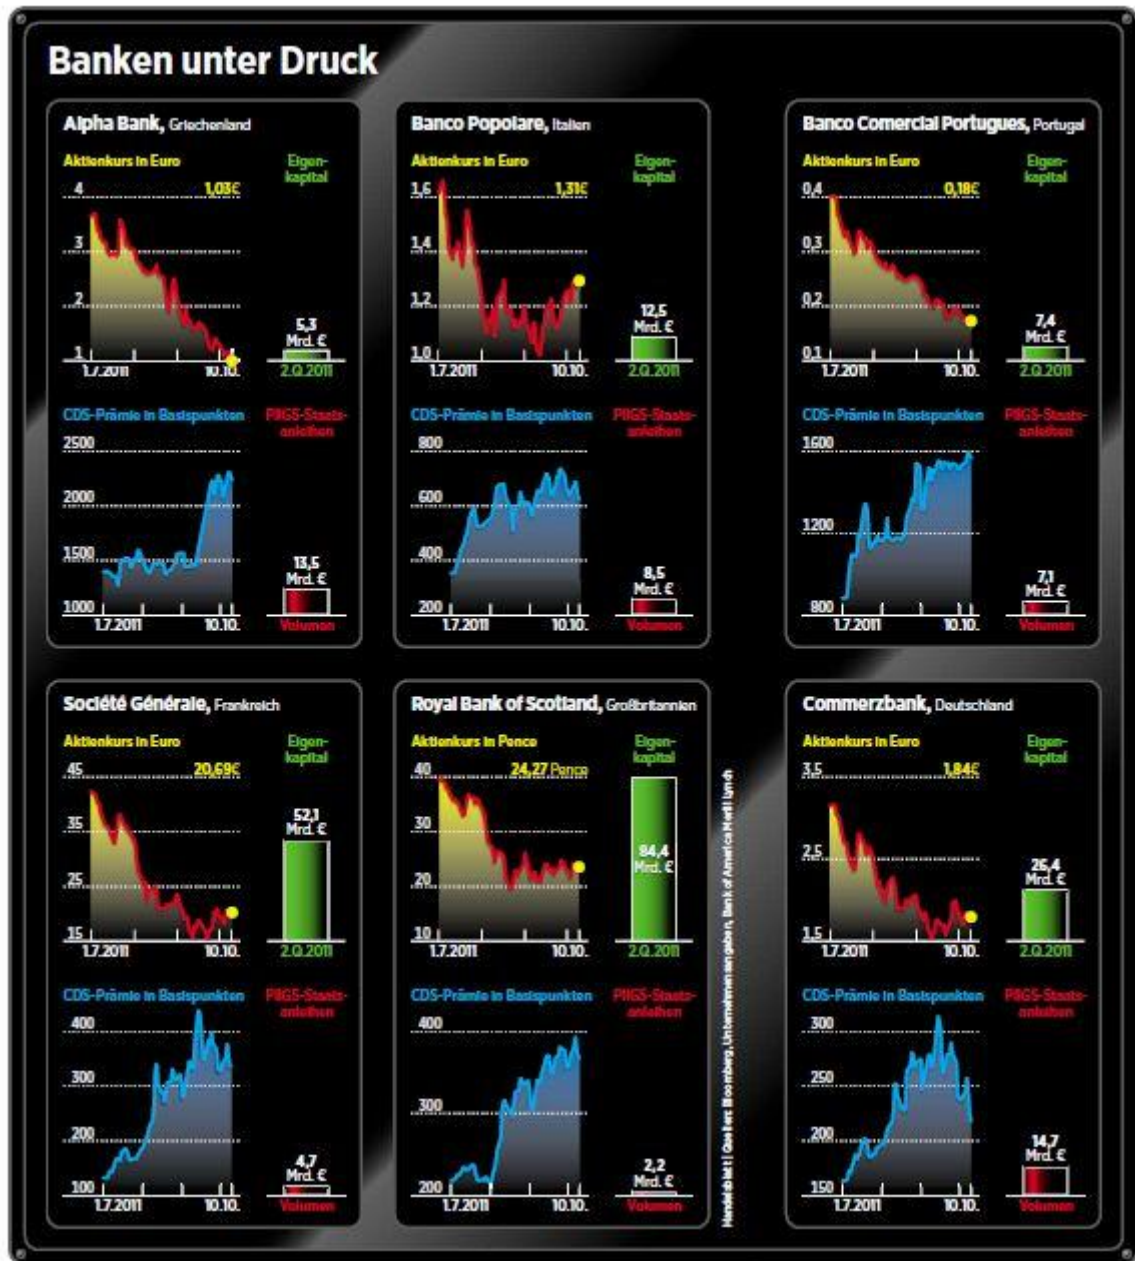 Banken unter Druck
Alpha Bank, Griechenland
Aktienkurs in Euro
Eigen-
kapital
4
1,03€
3
2
1
5,3
Mrd. €
1.7.2011
10.10.
2.Q.2011
CDS-Prämie in Basispunkten
PIIGS-Staats-
anleihen
2500
2000
1500
1000
13,5
Mrd. €
1.7.2011
10.10.
Volumen
Banco Popolare, Italien
Aktienkurs in Euro
Eigen-
kapital
1,6
1,31€
1,4
1,2
1,0
12,5
Mrd. €
1.7.2011
10.10.
2.Q.2011
CDS-Prämie in Basispunkten
PIIGS-Staats-
anleihen
800
600
400
200
8,5
Mrd. €
1.7.2011
10.10.
Volumen
Banco Comercial Portugues, Portugal
Aktienkurs in Euro
Eigen-
kapital
0,4
0,18€
0,3
0,2
0,1
7,4
Mrd. €
1.7.2011
10.10.
2.Q.2011
CDS-Prämie in Basispunkten
PIIGS-Staats-
anleihen
1600
1200
800
7,1
Mrd. €
1.7.2011
10.10.
Volumen
Société Générale, Frankreich
Aktienkurs in Euro
Eigen-
kapital
45
20,69€
35
25
15
52,1
Mrd. €
1.7.2011
10.10.
2.Q.2011
CDS-Prämie in Basispunkten
PIIGS-Staats-
anleihen
400
300
200
100
4,7
Mrd. €
1.7.2011
10.10.
Volumen
Royal Bank of Scotland, Großbritannien
Aktienkurs in Pence
Eigen-
kapital
40
24,27 Pence
30
20
10
84,4
Mrd. €
1.7.2011
10.10.
2.Q.2011
CDS-Prämie in Basispunkten
PIIGS-Staats-
anleihen
400
300
200
2,2
Mrd. €
1.7.2011
10.10.
Volumen
Handelsblatt | Quellen: Bloomberg, Unternehmensangaben, Bank of America Merrill Lynch
Commerzbank, Deutschland
Aktienkurs in Euro
Eigen-
kapital
3,5
1,84€
2,5
1,5
26,4
Mrd. €
1.7.2011
10.10.
2.Q.2011
CDS-Prämie in Basispunkten
PIIGS-Staats-
anleihen
300
250
200
150
14,7
Mrd. €
1.7.2011
10.10.
Volumen